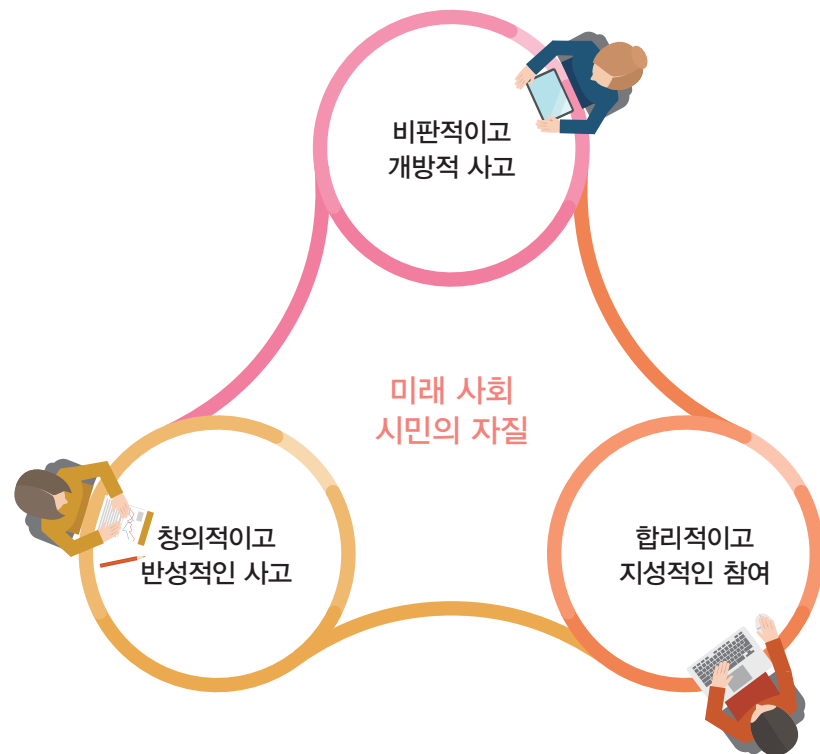 비판적이고
개방적 사고
미래 사회
시민의 자질
창의적이고
반성적인 사고
합리적이고
지성적인 참여